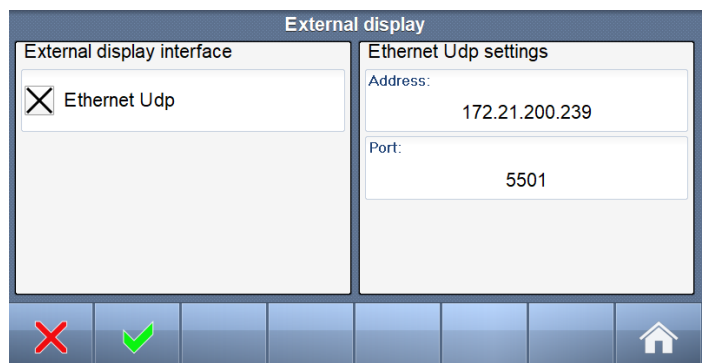 External display
External display interface
Ethernet Udp
Ethernet Udp settings
Address:
172.21.200.239
Port:
5501